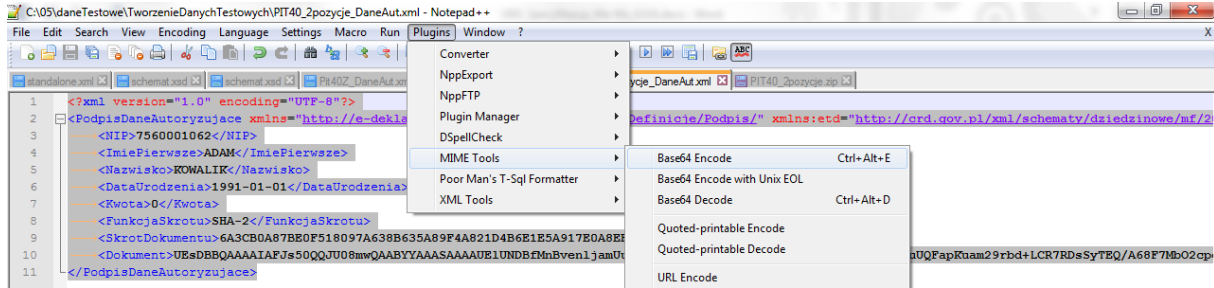 C:\05\daneTestowe\TworzenieDanychTestowych\PIT40_2pozycje_DaneAut.xml - Notepad++
File Edit Search View Encoding Language Settings Macro Run Plugins Window ? X
standalone.xml schemat.xsd schemat.xsd Pit40Z_DaneAut.xm ycje_DaneAut.xml PIT40_2pozycje.zip
Converter
NppExport
NppFTP
Plugin Manager
DSpellCheck
MIME Tools
Poor Man's T-Sql Formatter
XML Tools
Base64 Encode Ctrl+Alt+E
Base64 Encode with Unix EOL
Base64 Decode Ctrl+Alt+D
Quoted-printable Encode
Quoted-printable Decode
URL Encode
1 <?xml version="1.0" encoding="UTF-8"?>
2 <PodpisDaneAutoryzujace xmlns="http://e-dekla efinicje/Podpis/" xmlns:etd="http://crd.gov.pl/xml/schematy/dziedzinowe/mf/2
3 <NIP>7560001062</NIP>
4 <ImiePierwsze>ADAM</ImiePierwsze>
5 <Nazwisko>KOWALIK</Nazwisko>
6 <DataUrodzenia>1991-01-01</DataUrodzenia>
7 <Kwota>0</Kwota>
8 <FunkcjaSkrotu>SHA-2</FunkcjaSkrotu>
9 <SkrotDokumentu>6A3CB0A87BE0F518097A638B635A89F4A821D4B6E1E5A917E0A8E
10 <Dokument>
11 </PodpisDaneAutoryzujace>